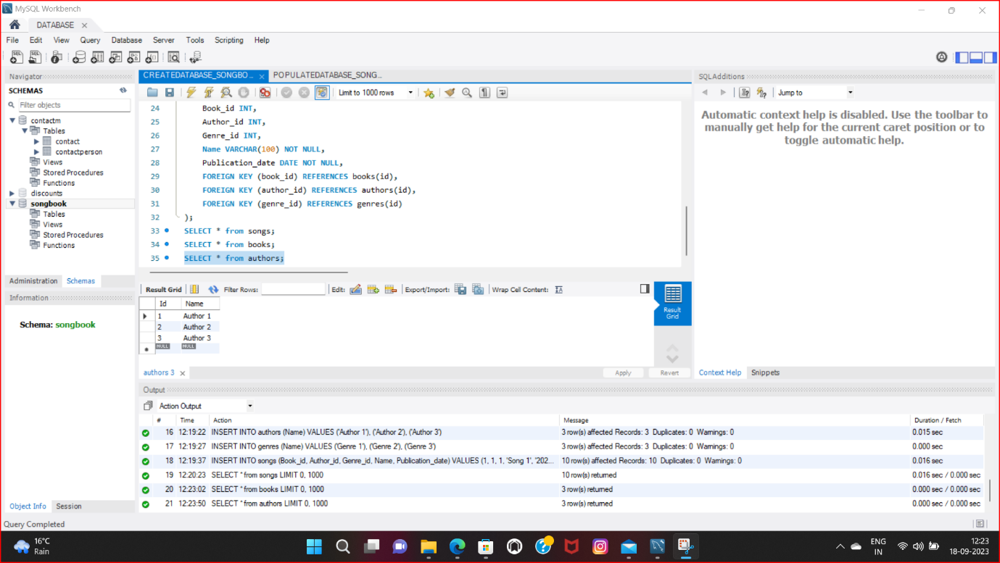 MySQL Workbench
DATABASE
File Edit View Query Database Server Tools Scripting Help
Navigator
SCHEMAS
Filter objects
contactm
Tables
contact
contactperson
Views
Stored Procedures
Functions
discounts
songbook
Tables
Views
Stored Procedures
Functions
Administration Schemas
Information
Schema: songbook
Object Info Session
CREATEDATABASE_SONGBO... POPULATEDATABASE_SONG...
Limit to 1000 rows
24 Book_id INT,
25 Author_id INT,
26 Genre_id INT,
27 Name VARCHAR(100) NOT NULL,
28 Publication_date DATE NOT NULL,
29 FOREIGN KEY (book_id) REFERENCES books(id),
30 FOREIGN KEY (author_id) REFERENCES authors(id),
31 FOREIGN KEY (genre_id) REFERENCES genres(id)
32 );
33 SELECT * from songs;
34 SELECT * from books;
35 SELECT * from authors;
Result Grid Filter Rows: Edit: Export/Import: Wrap Cell Content:
Id Name
1 Author 1
2 Author 2
3 Author 3
NULL NULL
Result Grid
authors 3 Apply Revert
SQLAdditions
Jump to
Automatic context help is disabled. Use the toolbar to
manually get help for the current caret position or to
toggle automatic help.
Context Help Snippets
Output
Action Output
# Time Action Message Duration / Fetch
16 12:19:22 INSERT INTO authors (Name) VALUES ('Author 1'), ('Author 2'), ('Author 3') 3 row(s) affected Records: 3 Duplicates: 0 Warnings: 0 0.015 sec
17 12:19:27 INSERT INTO genres (Name) VALUES ('Genre 1'), ('Genre 2'), ('Genre 3') 3 row(s) affected Records: 3 Duplicates: 0 Warnings: 0 0.000 sec
18 12:19:37 INSERT INTO songs (Book_id, Author_id, Genre_id, Name, Publication_date) VALUES (1, 1, 1, 'Song 1', '202... 10 row(s) affected Records: 10 Duplicates: 0 Warnings: 0 0.016 sec
19 12:20:23 SELECT * from songs LIMIT 0, 1000 10 row(s) returned 0.016 sec / 0.000 sec
20 12:23:02 SELECT * from books LIMIT 0, 1000 3 row(s) returned 0.000 sec / 0.000 sec
21 12:23:50 SELECT * from authors LIMIT 0, 1000 3 row(s) returned 0.000 sec / 0.000 sec
Query Completed
16°C
Rain
ENG
IN
12:23
18-09-2023